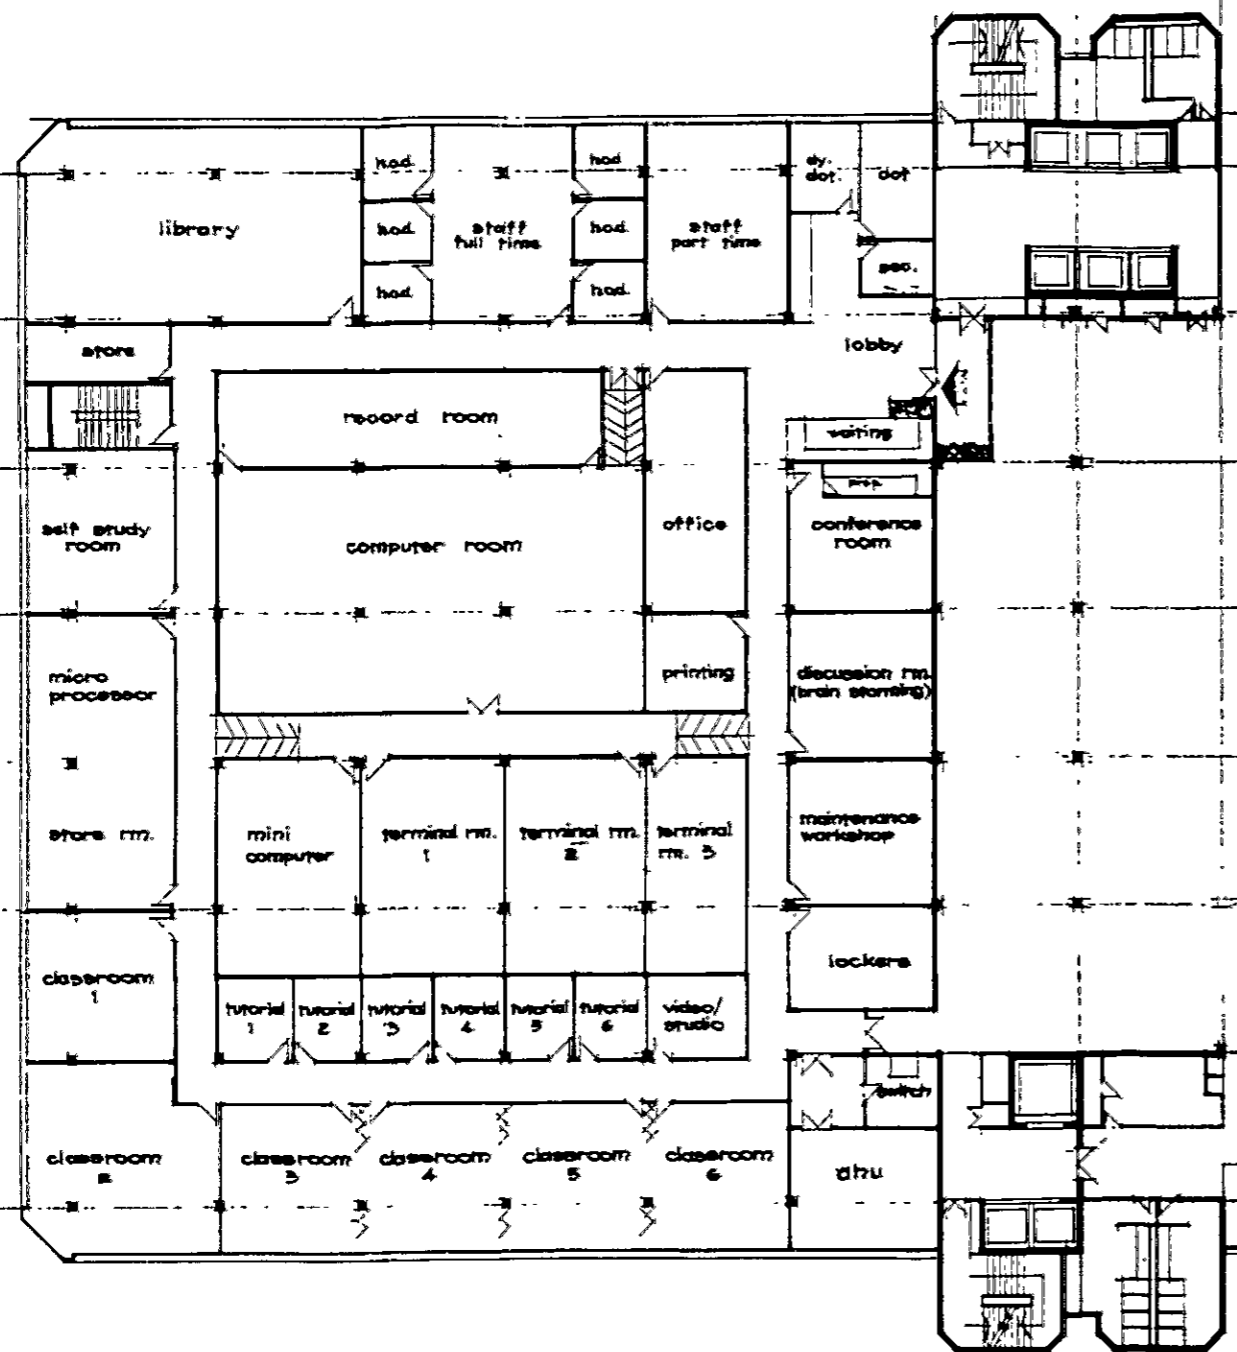 library
hod.
hod.
hod.
staff
full time
hod.
hod.
hod.
staff
part time
dy.
dot.
dot
sec.
lobby
store
record room
waiting
prep.
self study
room
computer room
office
conference
room
micro
processor
printing
discussion rm.
(brain storming)
store rm.
mini
computer
terminal rm.
1
terminal rm.
2
terminal
rm. 3
maintenance
workshop
classroom
1
lockers
tutorial
1
tutorial
2
tutorial
3
tutorial
4
tutorial
5
tutorial
6
video/
studio
switch
classroom
2
classroom
3
classroom
4
classroom
5
classroom
6
ahu